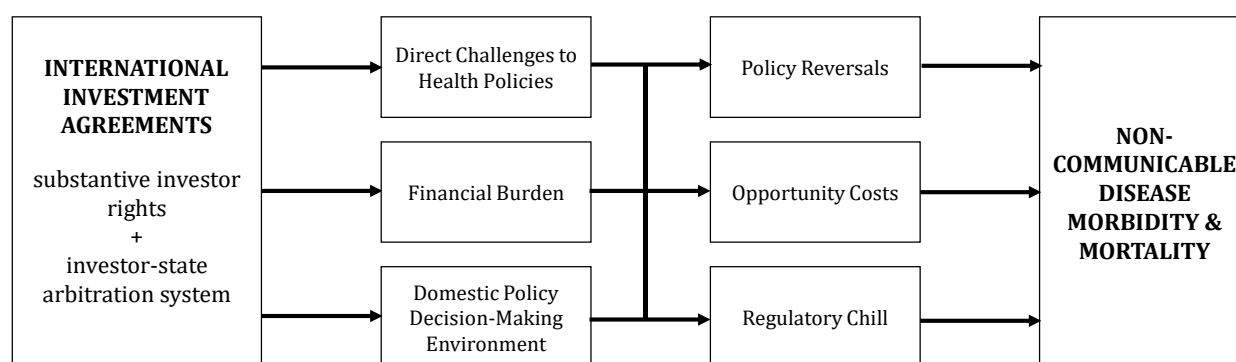 INTERNATIONAL
INVESTMENT
AGREEMENTS
substantive investor
rights
+
investor-state
arbitration system
Direct Challenges to
Health Policies
Financial Burden
Domestic Policy
Decision-Making
Environment
Policy Reversals
Opportunity Costs
Regulatory Chill
NON-
COMMUNICABLE
DISEASE
MORBIDITY &
MORTALITY